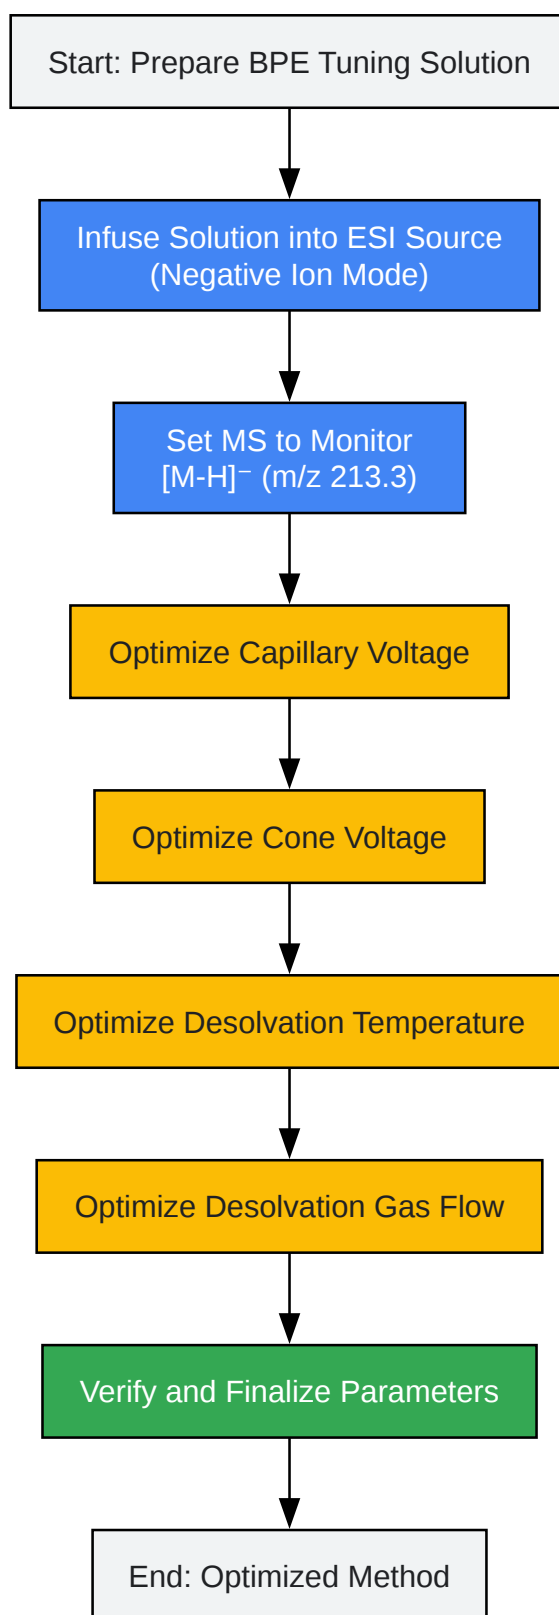 Start: Prepare BPE Tuning Solution
Infuse Solution into ESI Source
(Negative Ion Mode)
Set MS to Monitor
[M-H]⁻ (m/z 213.3)
Optimize Capillary Voltage
Optimize Cone Voltage
Optimize Desolvation Temperature
Optimize Desolvation Gas Flow
Verify and Finalize Parameters
End: Optimized Method